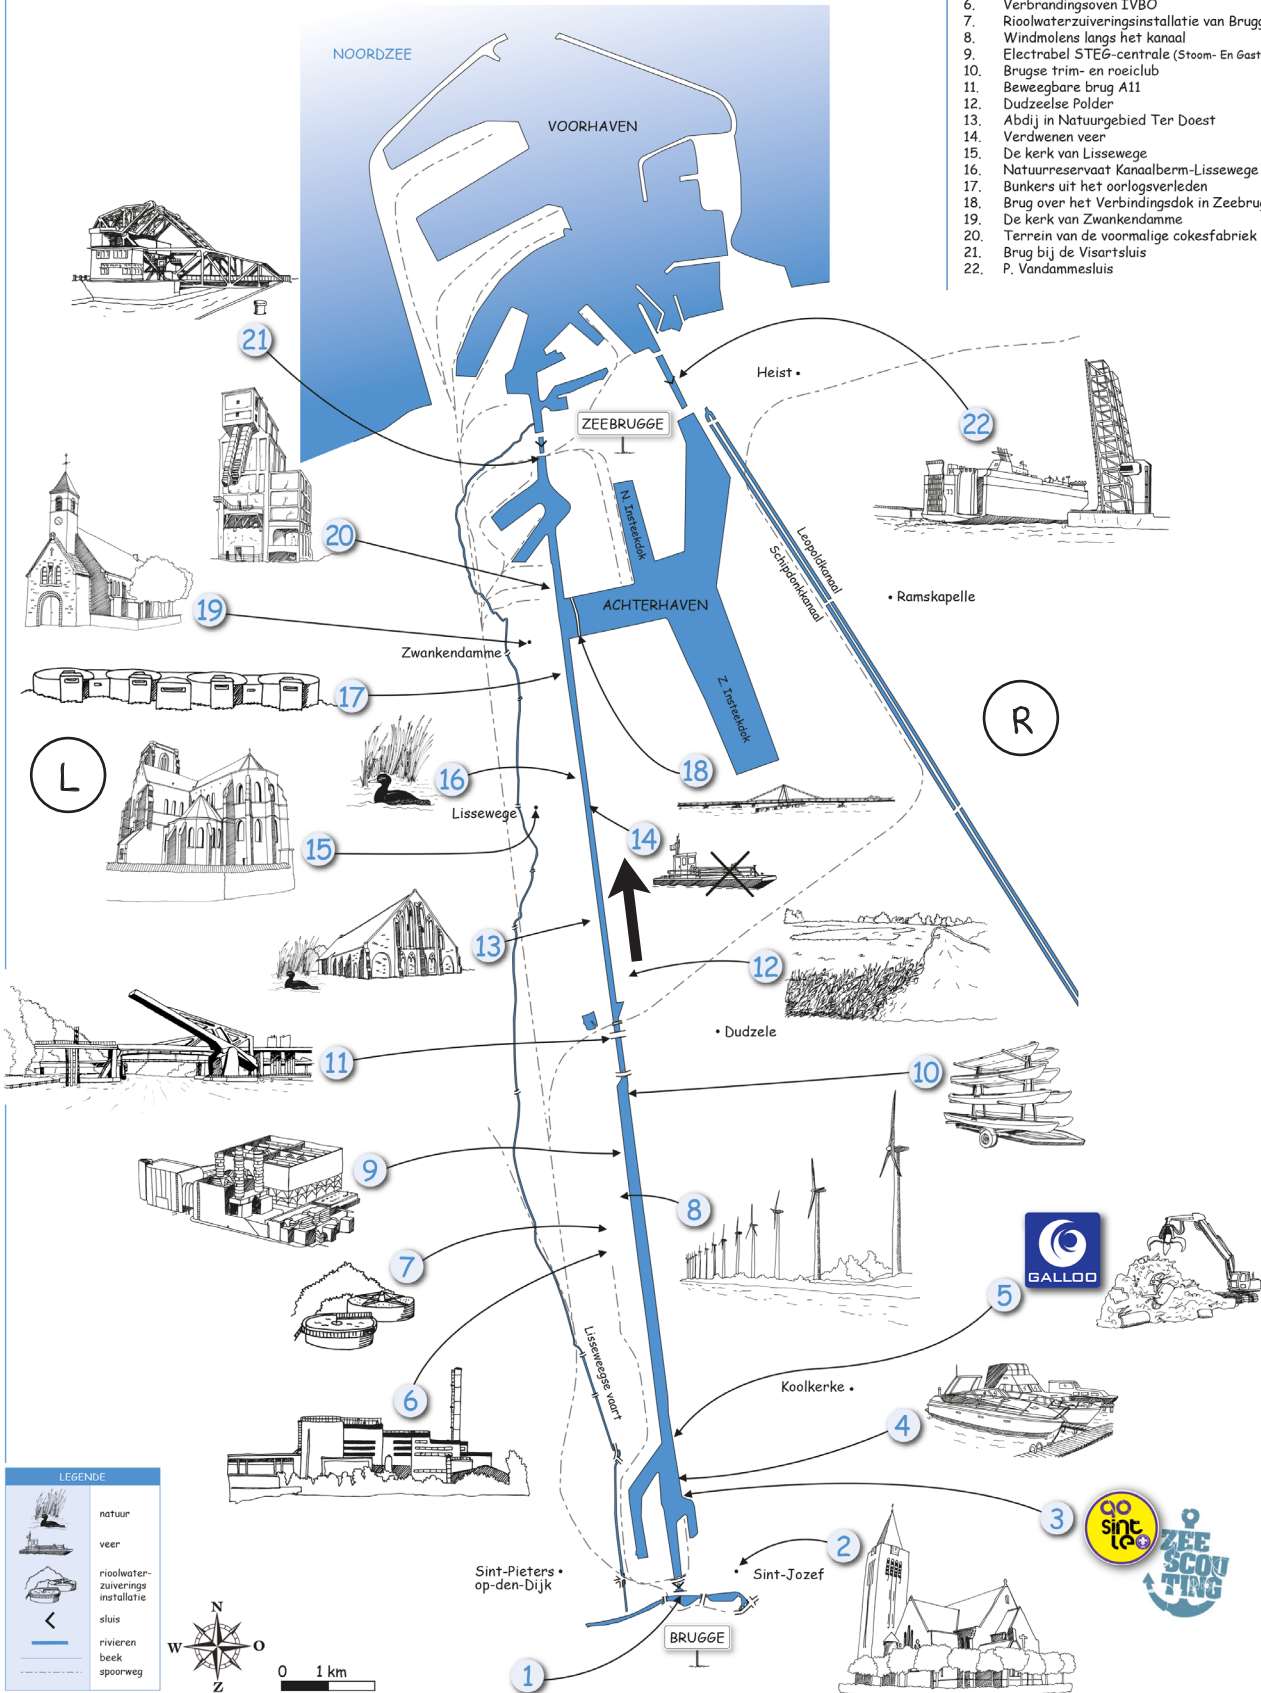 6. Verbrandingsoven IVBO
7. Rioolwaterzuiveringsinstallatie van Brugg
8. Windmolens langs het kanaal
9. Electrabel STEG-centrale (Stoom- En Gast
10. Brugse trim- en roeiclub
11. Beweegbare brug A11
12. Dudzeelse Polder
13. Abdij in Natuurgebied Ter Doest
14. Verdwenen veer
15. De kerk van Lissewege
16. Natuurreservaat Kanaalberm-Lissewege
17. Bunkers uit het oorlogsverleden
18. Brug over het Verbindingsdok in Zeebrug
19. De kerk van Zwankendamme
20. Terrein van de voormalige cokesfabriek
21. Brug bij de Visartsluis
22. P. Vandammesluis
NOORDZEE
VOORHAVEN
21
Heist
ZEEBRUGGE
22
N. Insteekdok
20
Leopoldkanaal
Schipdonkkanaal
ACHTERHAVEN
Ramskapelle
19
Zwankendamme
17
Z. Insteekdok
R
L
16
18
Lissewege
14
15
13
12
Dudzele
11
10
9
8
7
GALLOO
5
Lisseweegse vaart
6
Koolkerke
4
LEGENDE
natuur
veer
rioolwater-
zuiverings
installatie
sluis
rivieren
beek
spoorweg
3
go
sint
leo
ZEE
SCOU
TING
2
Sint-Pieters
op-den-Dijk
Sint-Jozef
N
W
O
Z
0 1 km
BRUGGE
1